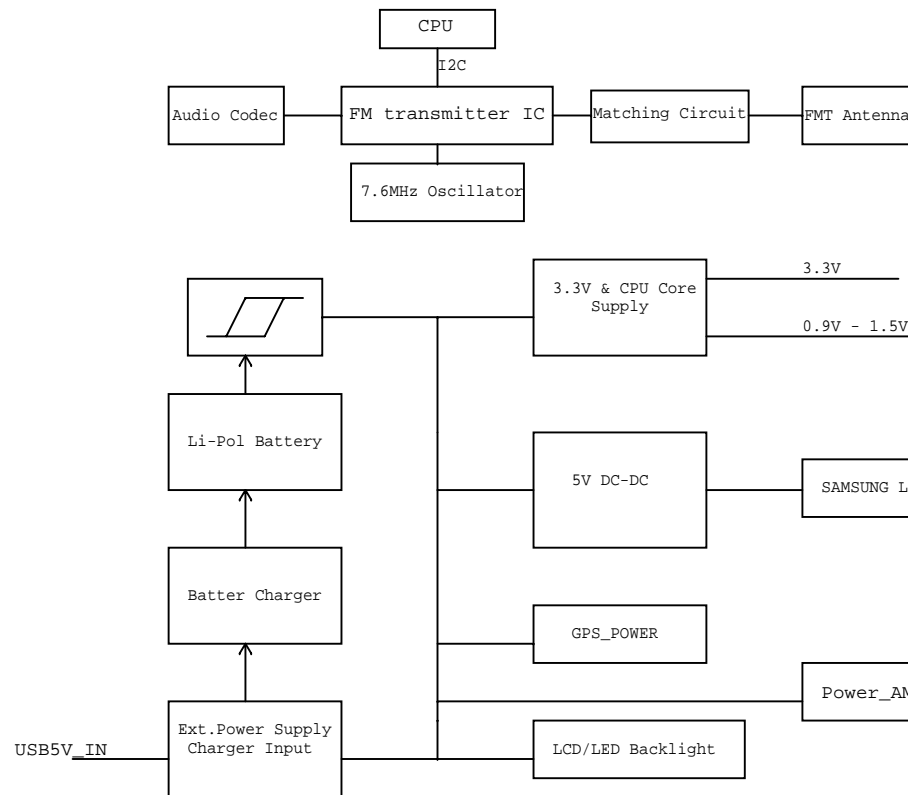 CPU
I2C
Audio Codec
FM transmitter IC
Matching Circuit
FMT Antenna
7.6MHz Oscillator
3.3V & CPU Core
Supply
3.3V
0.9V - 1.5V
Li-Pol Battery
5V DC-DC
SAMSUNG L
Batter Charger
GPS_POWER
Power_AM
Ext.Power Supply
Charger Input
USB5V_IN
LCD/LED Backlight